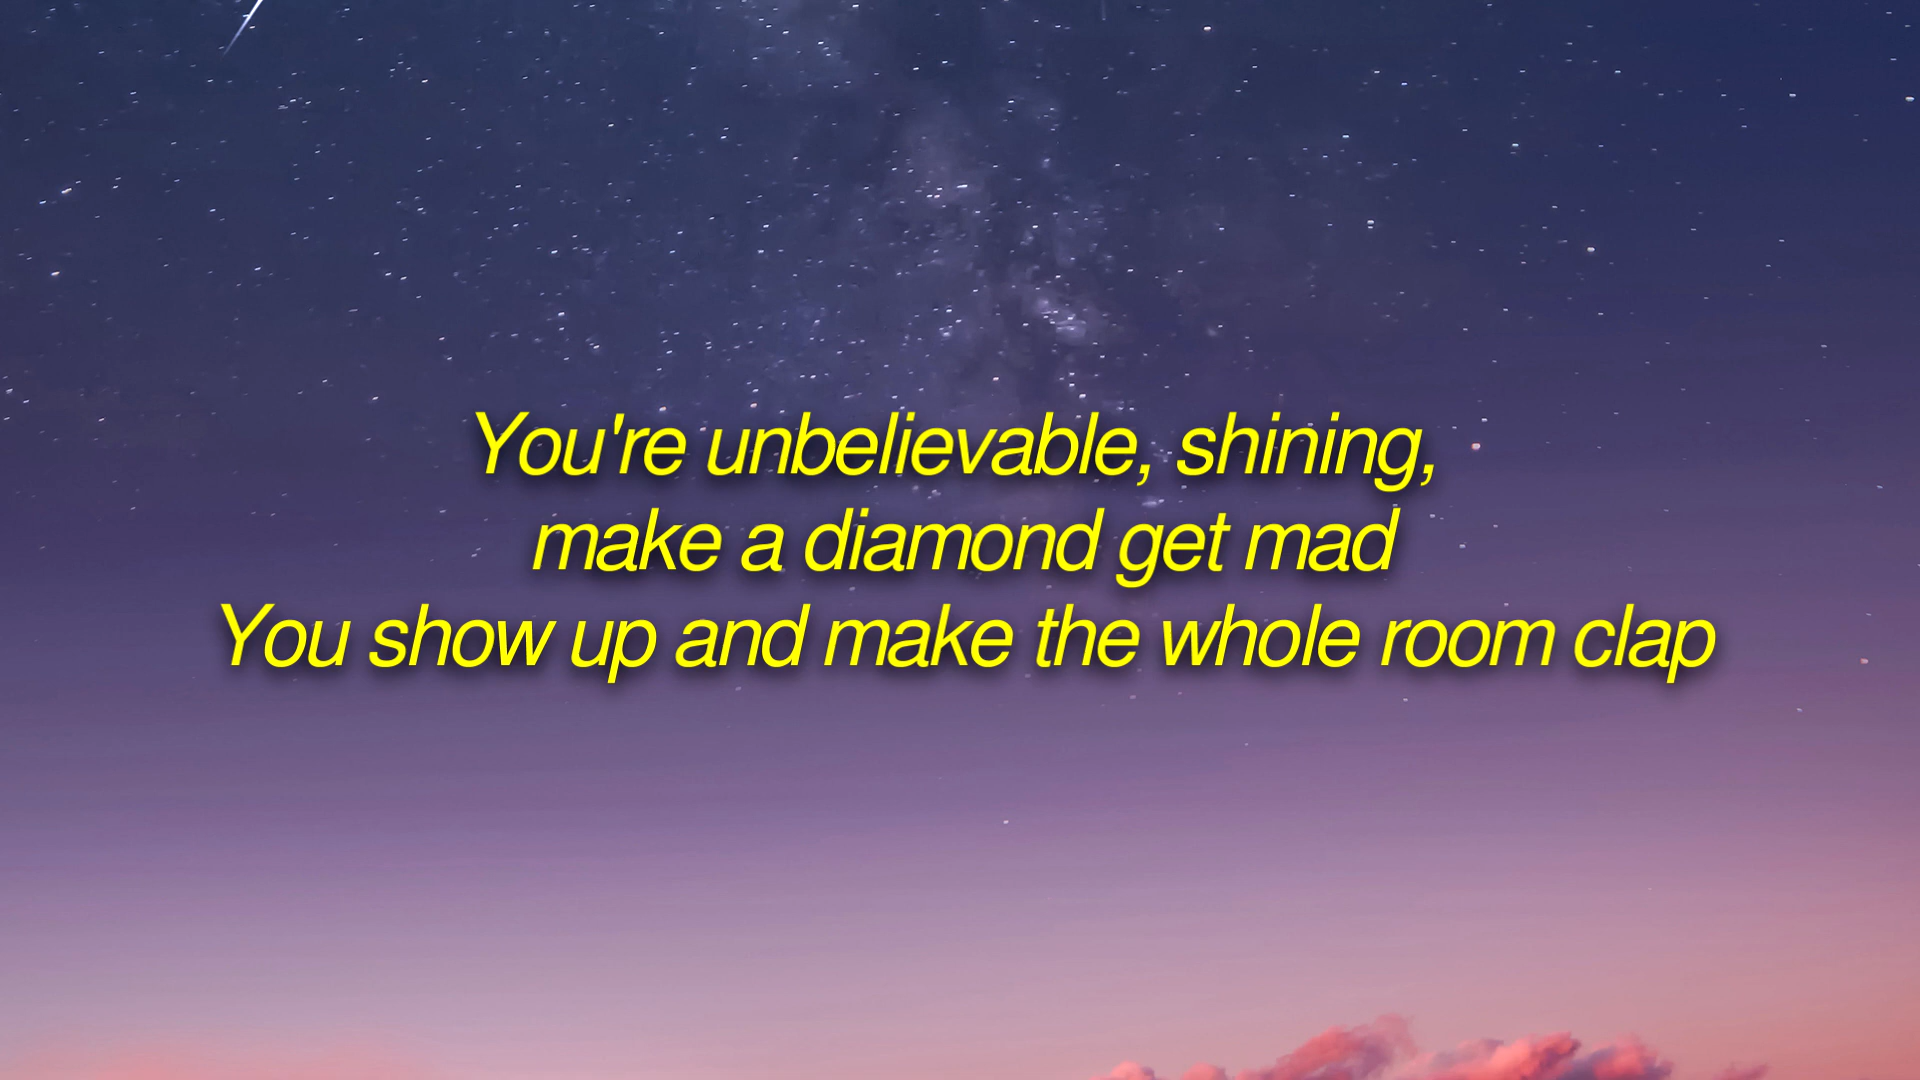 You're unbelievable, shining,
make a diamond get mad
You show up and make the whole room clap